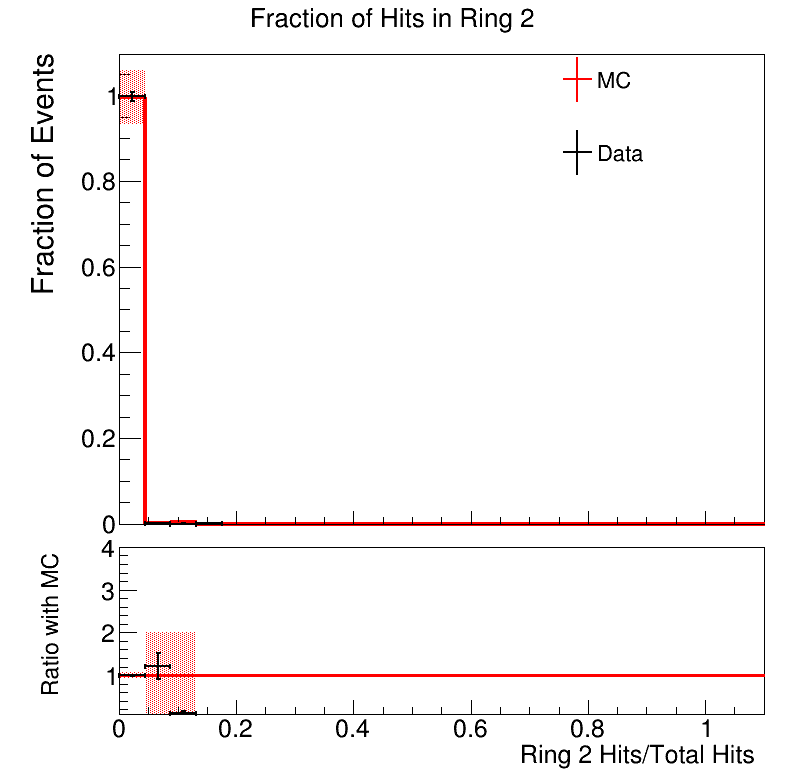 Fraction of Hits in Ring 2
Fraction of Events
1
0.8
0.6
0.4
0.2
0
MC
Data
Ratio with MC
4
3
2
1
0 0.2 0.4 0.6 0.8 1
Ring 2 Hits/Total Hits